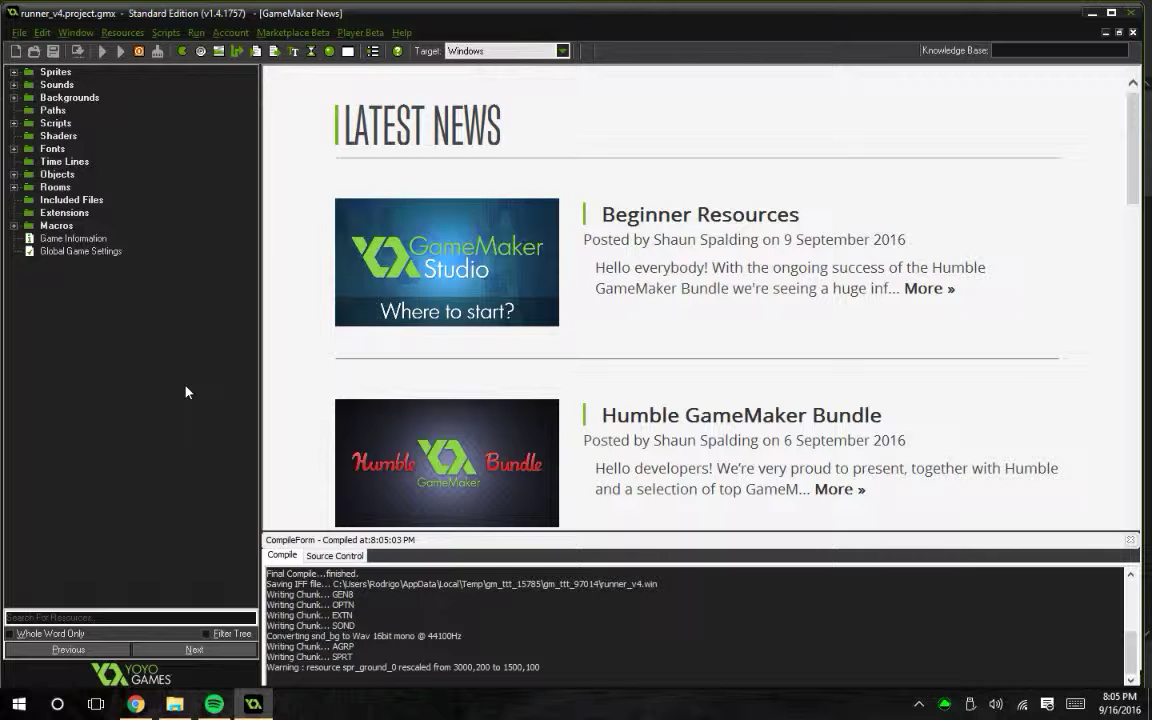 runner_v4.project.gmx - Standard Edition (v1.4.1757) - [GameMaker News]
File Edit Window Resources Scripts Run Account Marketplace Beta Player Beta Help
Target: Windows Knowledge Base:
Sprites
Sounds
Backgrounds
Paths
Scripts
Shaders
Fonts
Time Lines
Objects
Rooms
Included Files
Extensions
Macros
Game Information
Global Game Settings
Search For Resources...
Whole Word Only Filter Tree
Previous Next
YOYO
GAMES
LATEST NEWS
GameMaker
Studio
Where to start?
Beginner Resources
Posted by Shaun Spalding on 9 September 2016
Hello everybody! With the ongoing success of the Humble
GameMaker Bundle we're seeing a huge inf... More »
Humble Bundle
GameMaker
Humble GameMaker Bundle
Posted by Shaun Spalding on 6 September 2016
Hello developers! We're very proud to present, together with Humble
and a selection of top GameM... More »
CompileForm - Compiled at:8:05:03 PM
Compile Source Control
Final Compile...finished.
Saving IFF file... C:\Users\Rodrigo\AppData\Local\Temp\gm_ttt_15785\gm_ttt_97014\runner_v4.win
Writing Chunk... GEN8
Writing Chunk... OPTN
Writing Chunk... EXTN
Writing Chunk... SOND
Converting snd_bg to Wav 16bit mono @ 44100Hz
Writing Chunk... AGRP
Writing Chunk... SPRT
Warning : resource spr_ground_0 rescaled from 3000,200 to 1500,100
8:05 PM
9/16/2016